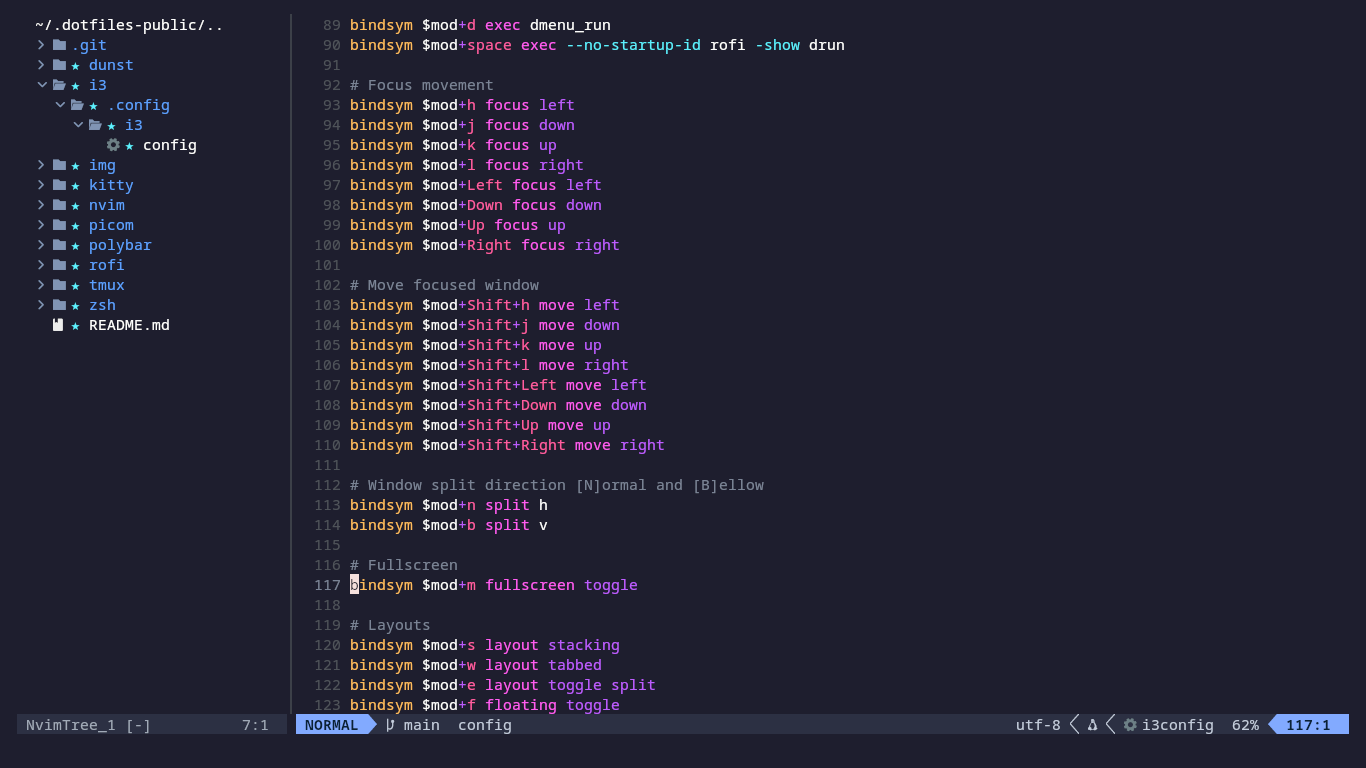 ~/.dotfiles-public/..
.git
dunst
i3
.config
i3
config
img
kitty
nvim
picom
polybar
rofi
tmux
zsh
README.md
NvimTree_1 [-] 7:1
89 bindsym $mod+d exec dmenu_run
90 bindsym $mod+space exec --no-startup-id rofi -show drun
91
92 # Focus movement
93 bindsym $mod+h focus left
94 bindsym $mod+j focus down
95 bindsym $mod+k focus up
96 bindsym $mod+l focus right
97 bindsym $mod+Left focus left
98 bindsym $mod+Down focus down
99 bindsym $mod+Up focus up
100 bindsym $mod+Right focus right
101
102 # Move focused window
103 bindsym $mod+Shift+h move left
104 bindsym $mod+Shift+j move down
105 bindsym $mod+Shift+k move up
106 bindsym $mod+Shift+l move right
107 bindsym $mod+Shift+Left move left
108 bindsym $mod+Shift+Down move down
109 bindsym $mod+Shift+Up move up
110 bindsym $mod+Shift+Right move right
111
112 # Window split direction [N]ormal and [B]ellow
113 bindsym $mod+n split h
114 bindsym $mod+b split v
115
116 # Fullscreen
117 bindsym $mod+m fullscreen toggle
118
119 # Layouts
120 bindsym $mod+s layout stacking
121 bindsym $mod+w layout tabbed
122 bindsym $mod+e layout toggle split
123 bindsym $mod+f floating toggle
NORMAL main config utf-8 i3config 62% 117:1